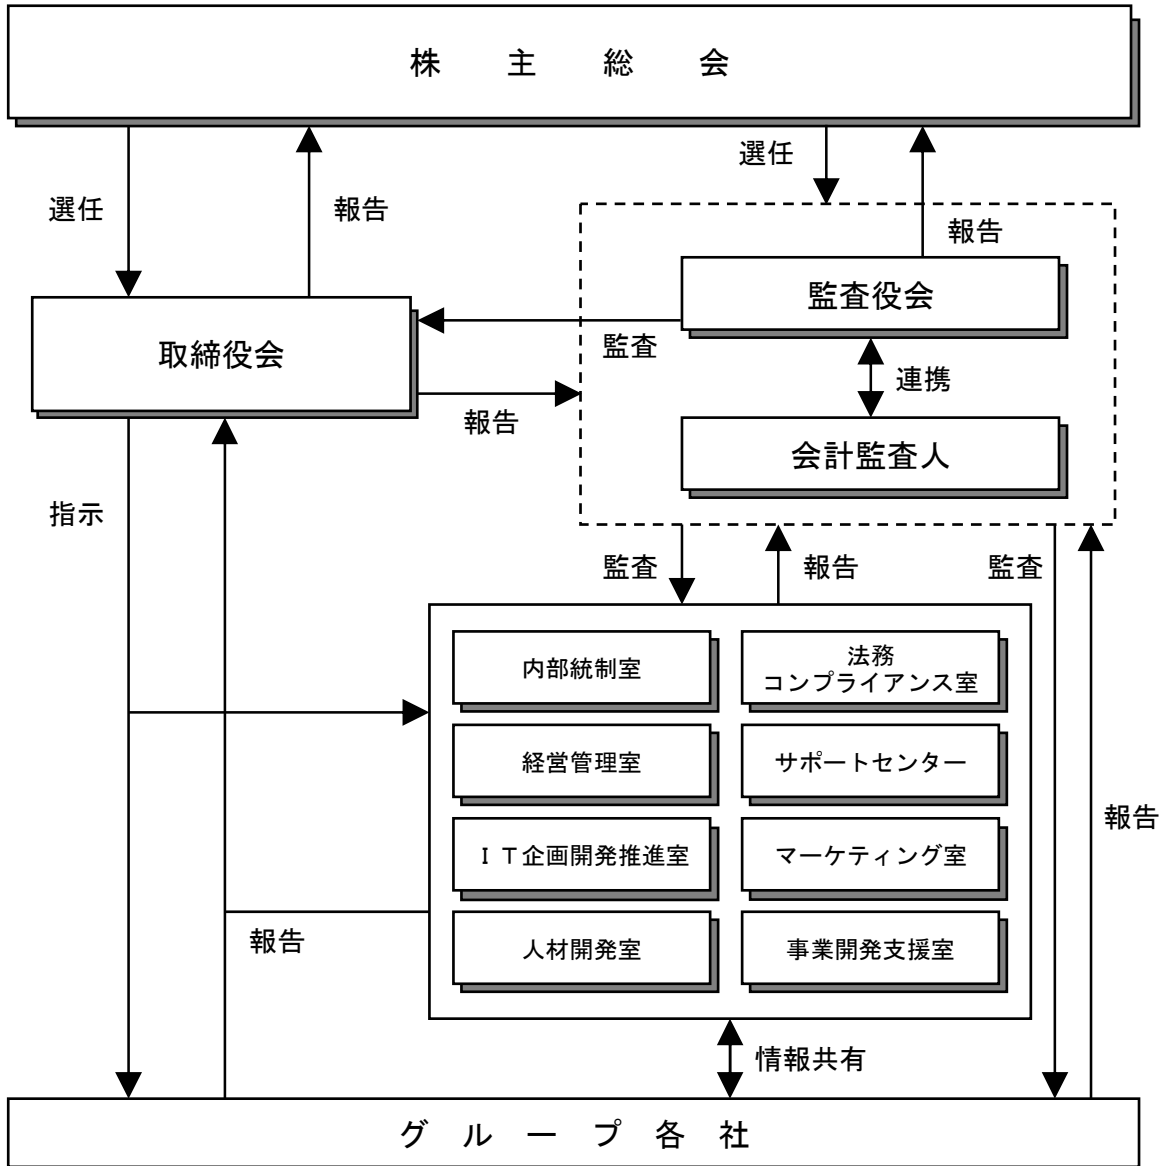 株主総会
選任
報告
選任
報告
監査役会
取締役会
監査
連携
報告
会計監査人
指示
監査
報告
監査
内部統制室
法務
コンプライアンス室
経営管理室
サポートセンター
報告
ＩＴ企画開発推進室
マーケティング室
報告
人材開発室
事業開発支援室
情報共有
グループ各社